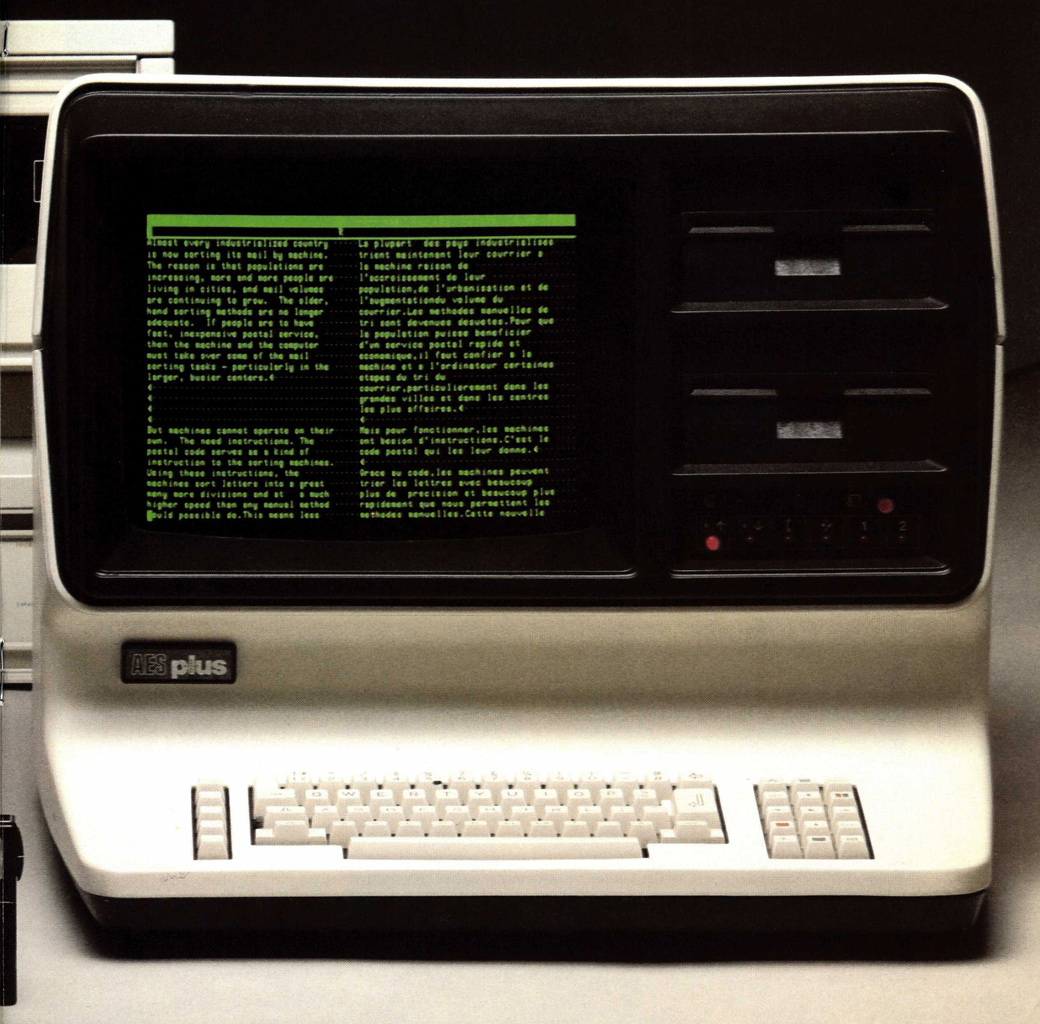 Almost every industrialized country
is now sorting its mail by machine.
The reason is that populations are
increasing, more and more people are
living in cities, and mail volumes
are continuing to grow. The older,
hand sorting methods are no longer
adequate. If people are to have
fast, inexpensive postal service,
then the machine and the computer
must take over some of the mail
sorting tasks - particularly in the
larger, busier centers.
But machines cannot operate on their
own. The need instructions. The
postal code serves as a kind of
instruction to the sorting machines.
Using these instructions, the
machines sort letters into a great
many more divisions and at a much
higher speed than any manual method
could possible do.This means less
La plupart des pays industrialises
trient maintenant leur courrier a
la machine raison de
l'accroissement de leur
population,de l'urbanisation et de
l'augmentationdu volume du
courrier.Les methodes manuelles de
tri sont devenues desuetes.Pour que
la population puisse beneficier
d'un service postal rapide et
economique,il faut confier a la
machine et a l'ordinateur certaines
etapes du tri du
courrier,particulierement dans les
grandes villes et dans les centres
les plus affaires.
Mais pour fonctionner,les machines
ont besion d'instructions.C'est le
code postal qui les leur donne.
Grace au code,les machines peuvent
trier les lettres avec beaucoup
plus de precision et beaucoup plus
rapidement que nous permettent les
methodes manuelles.Cette nouvelle
1 2
AES plus
Q W E R T Y U I O P